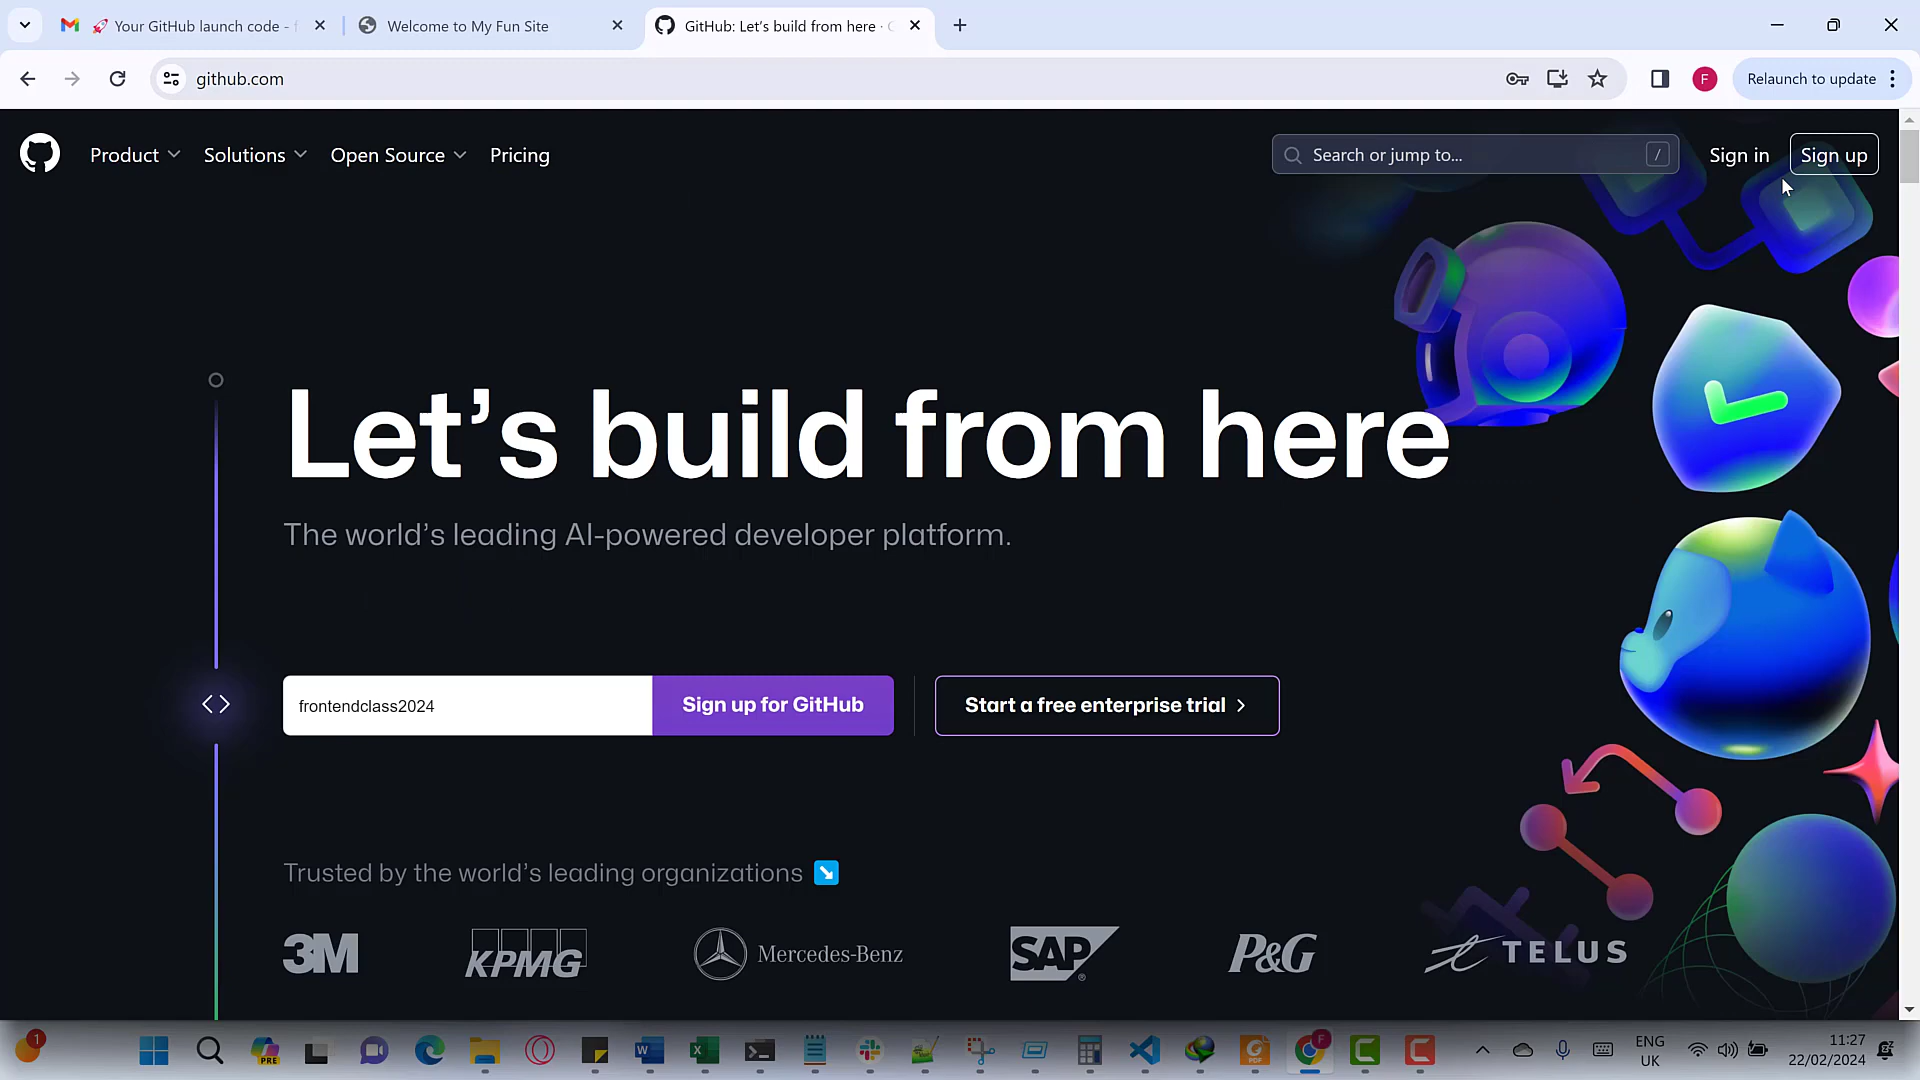 🚀 Your GitHub launch code -
Welcome to My Fun Site
GitHub: Let's build from here ·
github.com
Relaunch to update
F
Product
Solutions
Open Source
Pricing
Search or jump to...
/
Sign in
Sign up
Let's build from here
The world's leading AI-powered developer platform.
frontendclass2024
Sign up for GitHub
Start a free enterprise trial
Trusted by the world's leading organizations
3M
KPMG
Mercedes-Benz
SAP
P&G
TELUS
1
PRE
W
X
PDF
F
C
C
ENG
UK
11:27
22/02/2024